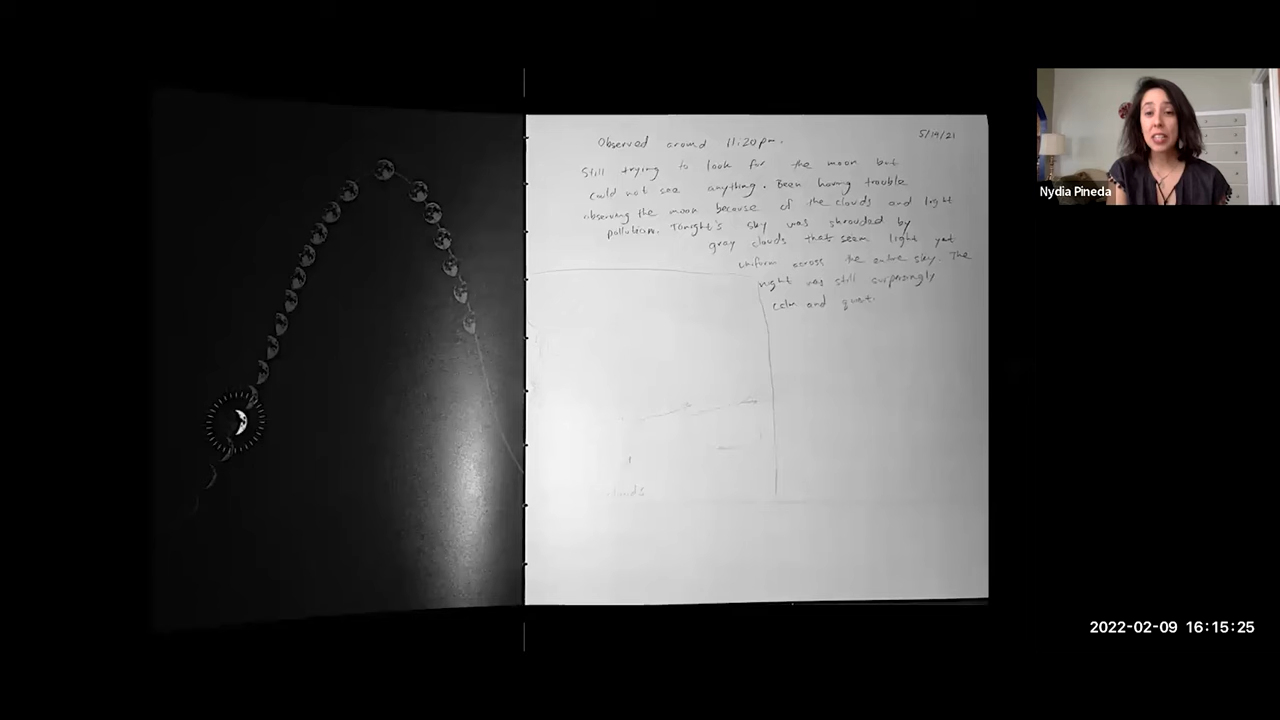 Observed around 11:20pm.
5/19/21
Still trying to look for the moon but
could not see anything. Been having trouble
observing the moon because of the clouds and light
pollution. Tonight's sky was shrouded by
gray clouds that seem light yet
uniform across the entire sky. The
night was still surprisingly
calm and quiet.
Nydia Pineda
2022-02-09 16:15:25